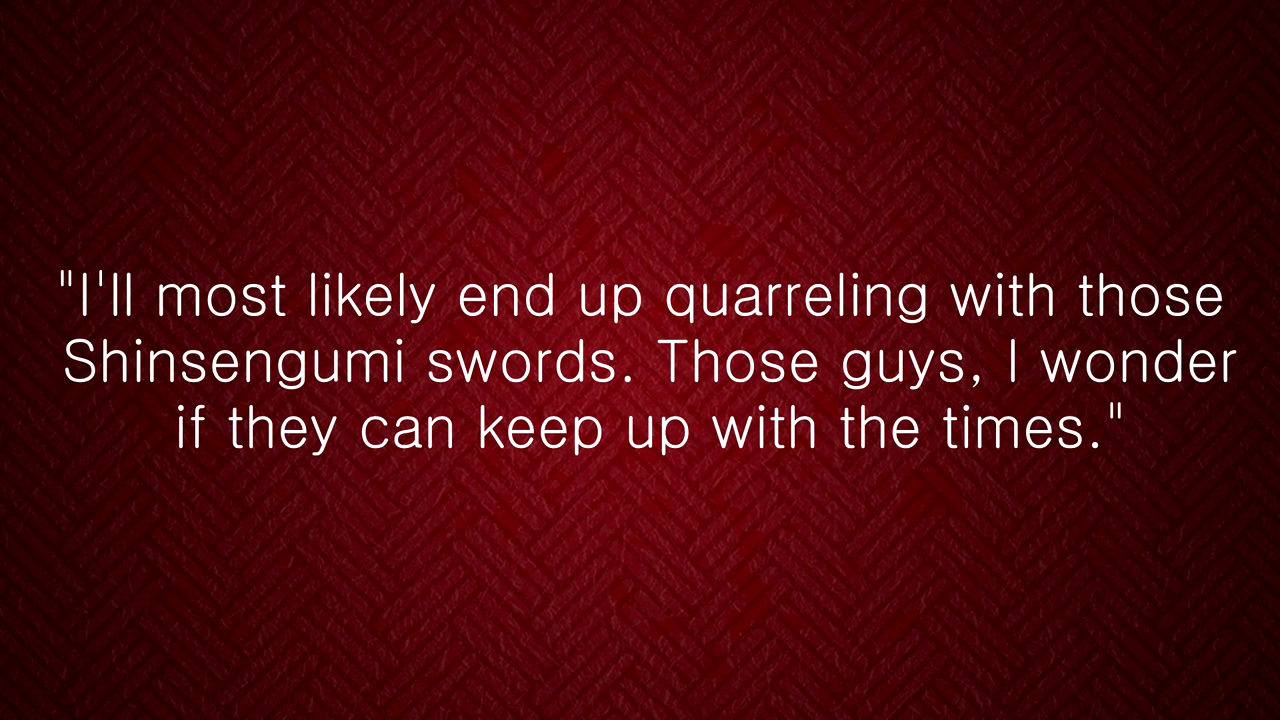 "I'll most likely end up quarreling with those
Shinsengumi swords. Those guys, I wonder
if they can keep up with the times."